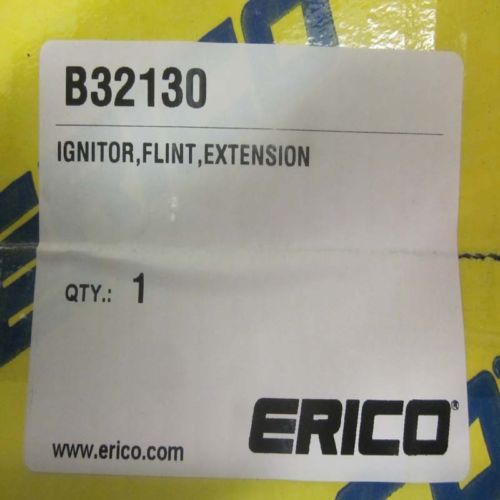 B32130
IGNITOR,FLINT,EXTENSION
QTY.: 1
www.erico.com
ERICO®